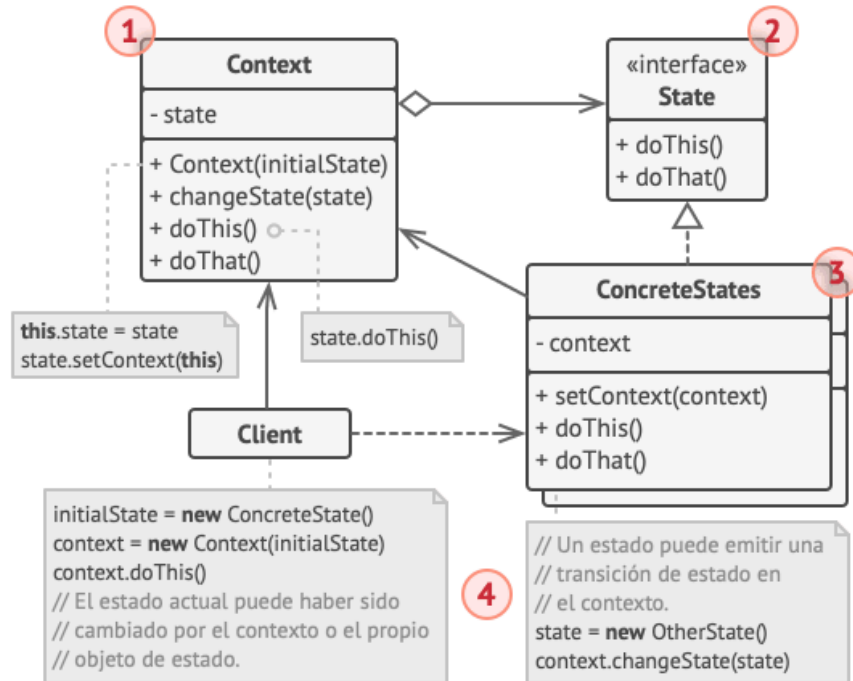 1
Context
- state
+ Context(initialState)
+ changeState(state)
+ doThis()
+ doThat()
this.state = state
state.setContext(this)
state.doThis()
2
«interface»
State
+ doThis()
+ doThat()
3
ConcreteStates
- context
+ setContext(context)
+ doThis()
+ doThat()
Client
initialState = new ConcreteState()
context = new Context(initialState)
context.doThis()
// El estado actual puede haber sido
// cambiado por el contexto o el propio
// objeto de estado.
4
// Un estado puede emitir una
// transición de estado en
// el contexto.
state = new OtherState()
context.changeState(state)